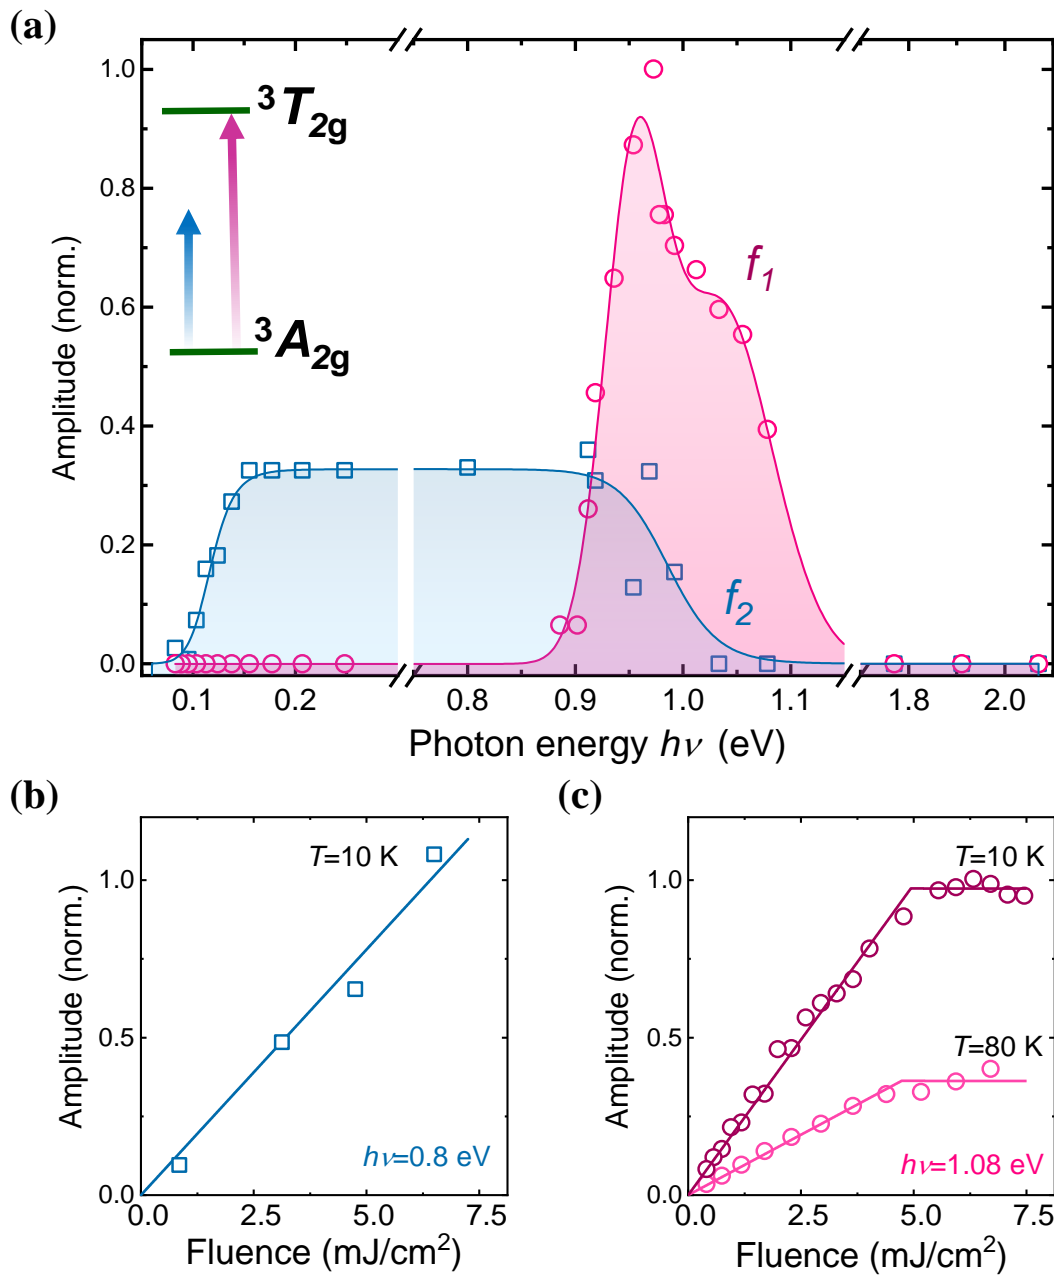 (a)
1.0
0.8
0.6
0.4
0.2
0.0
Amplitude (norm.)
³T₂g
³A₂g
f₁
f₂
0.1 0.2 0.8 0.9 1.0 1.1 1.8 2.0
Photon energy hν (eV)
(b)
1.0
0.5
0.0
Amplitude (norm.)
T=10 K
hν=0.8 eV
0.0 2.5 5.0 7.5
Fluence (mJ/cm²)
(c)
1.0
0.5
0.0
Amplitude (norm.)
T=10 K
T=80 K
hν=1.08 eV
0.0 2.5 5.0 7.5
Fluence (mJ/cm²)